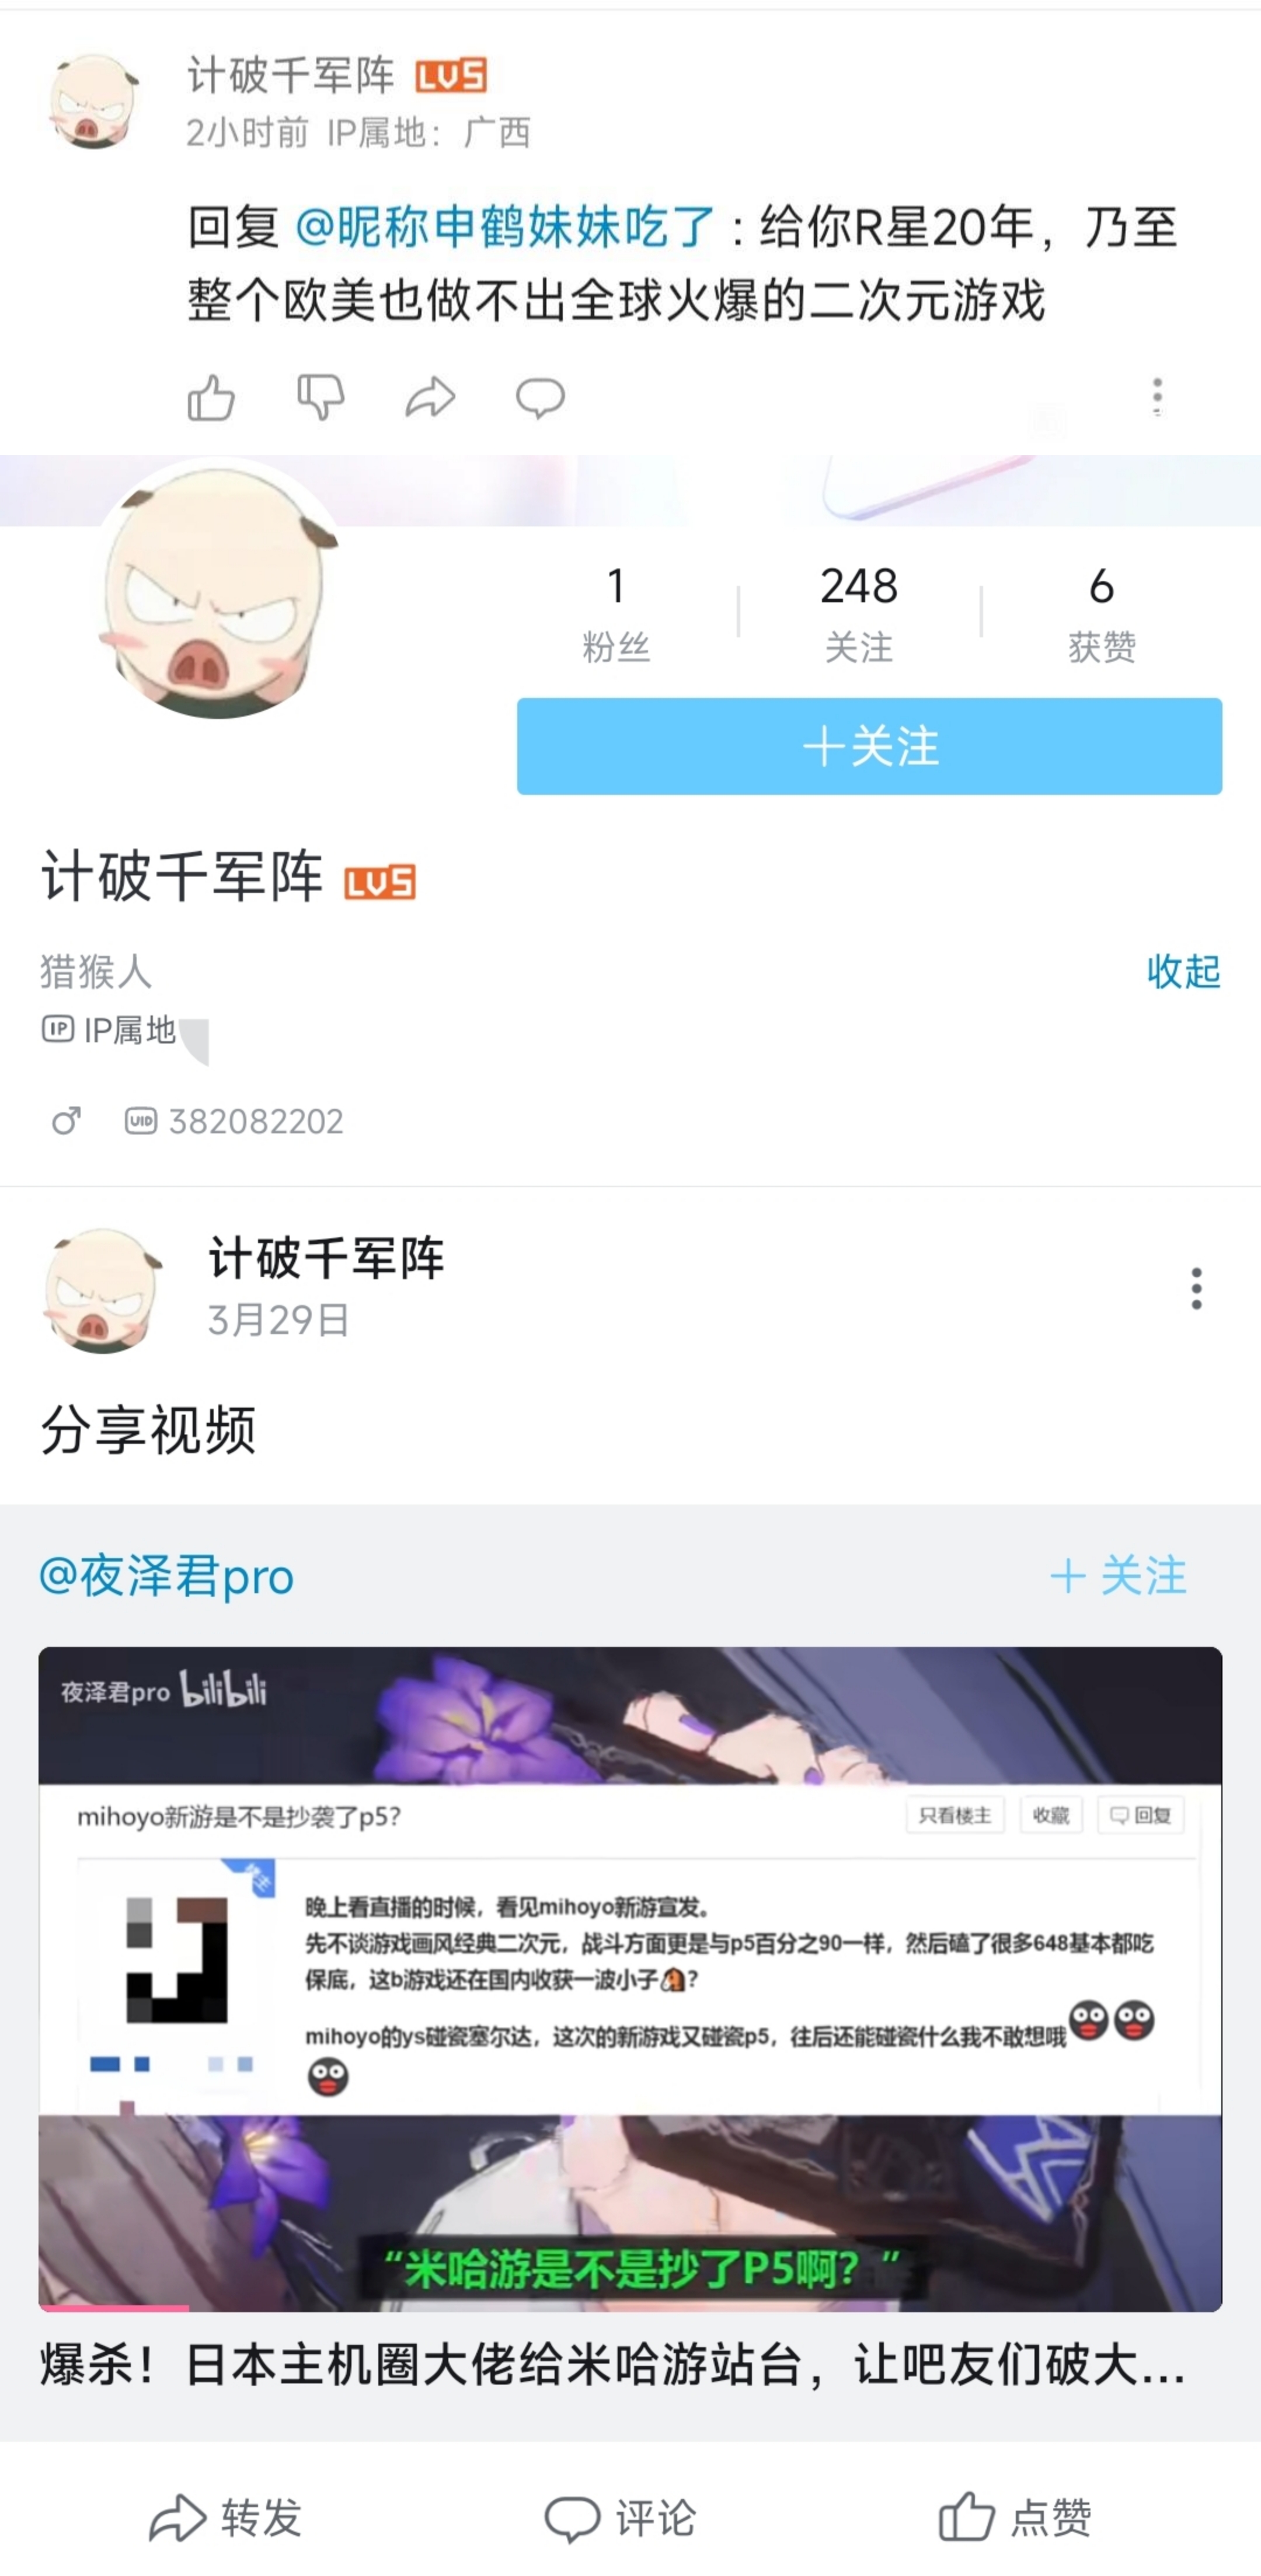 计破千军阵 LV5
2小时前 IP属地：广西
回复 @昵称申鹤妹妹吃了 : 给你R星20年，乃至
整个欧美也做不出全球火爆的二次元游戏
1 248 6
粉丝 关注 获赞
+关注
计破千军阵 LV5
猎猴人 收起
IP IP属地
UID 382082202
计破千军阵
3月29日
分享视频
@夜泽君pro + 关注
夜泽君pro bilibili
mihoyo新游是不是抄袭了p5? 只看楼主 收藏 回复
晚上看直播的时候，看见mihoyo新游宣发。
先不谈游戏画风经典二次元，战斗方面更是与p5百分之90一样，然后磕了很多648基本都吃
保底，这b游戏还在国内收获一波小子?
mihoyo的ys碰瓷塞尔达，这次的新游戏又碰瓷p5，往后还能碰瓷什么我不敢想哦
“米哈游是不是抄了P5啊？”
爆杀！日本主机圈大佬给米哈游站台，让吧友们破大...
转发 评论 点赞